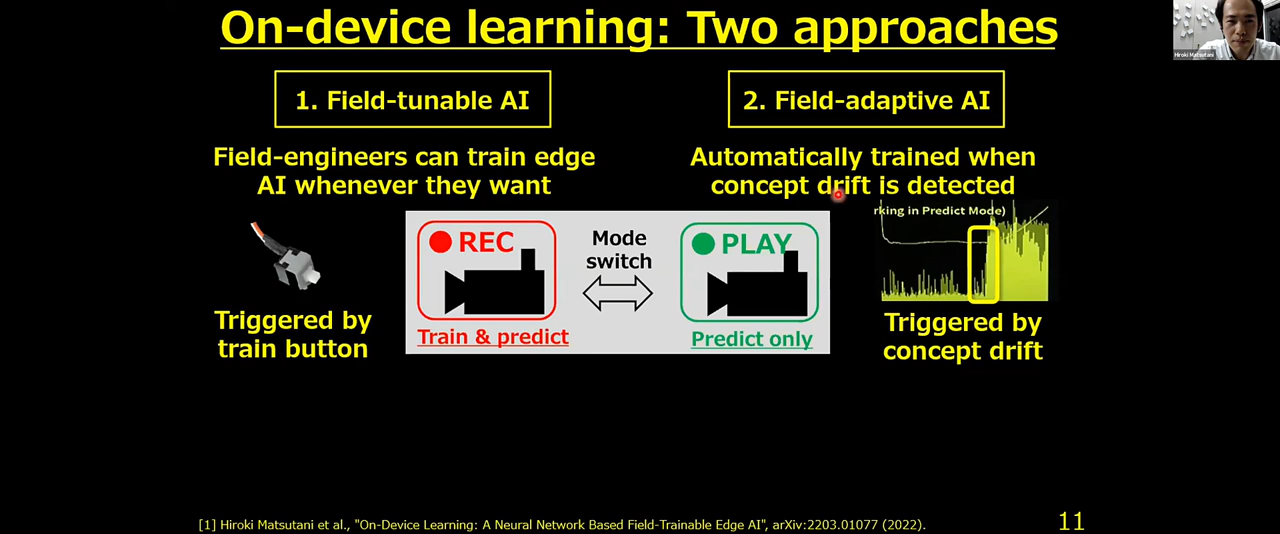 On-device learning: Two approaches
Hiroki Matsutani
1. Field-tunable AI
2. Field-adaptive AI
Field-engineers can train edge
AI whenever they want
Automatically trained when
concept drift is detected
rking in Predict Mode)
REC
Mode
switch
PLAY
Train & predict
Predict only
Triggered by
train button
Triggered by
concept drift
[1] Hiroki Matsutani et al., "On-Device Learning: A Neural Network Based Field-Trainable Edge AI", arXiv:2203.01077 (2022).
11